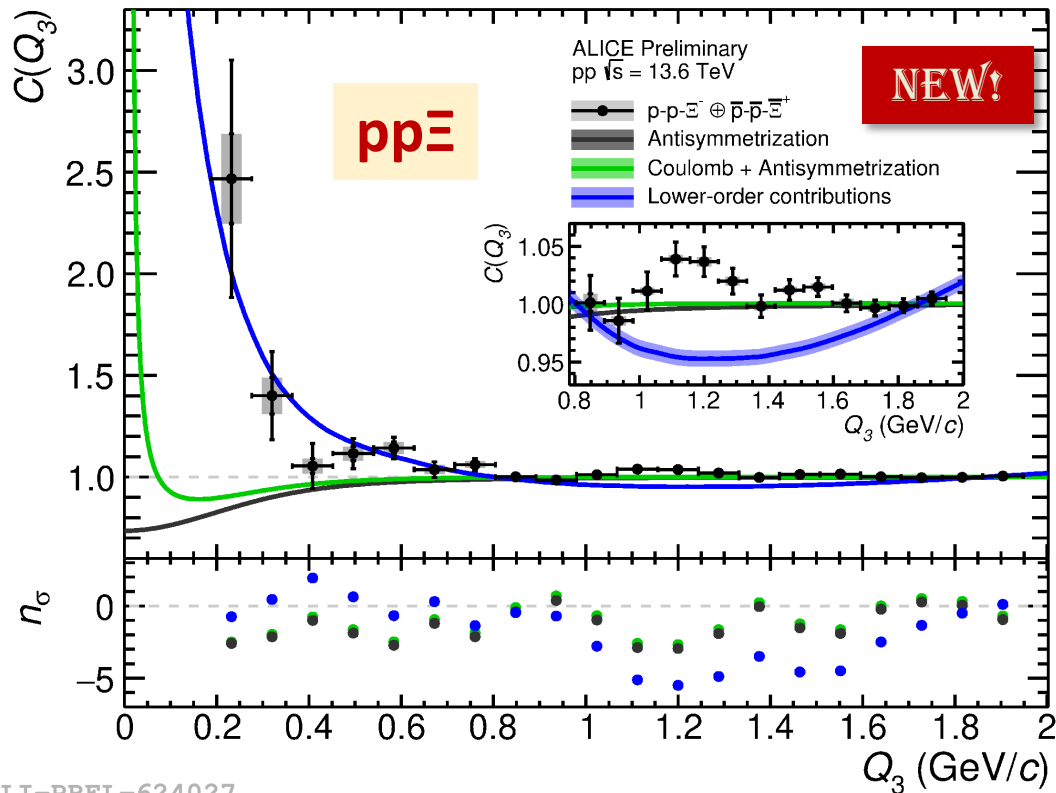 C(Q₃)
3.0
2.5
2.0
1.5
1.0
ppΞ
ALICE Preliminary
pp √s = 13.6 TeV
p-p-Ξ⁻ ⊕ p̅-p̅-Ξ̅⁺
Antisymmetrization
Coulomb + Antisymmetrization
Lower-order contributions
NEW!
C(Q₃)
1.05
1.00
0.95
0.8 1 1.2 1.4 1.6 1.8 2
Q₃ (GeV/c)
nσ
0
−5
0 0.2 0.4 0.6 0.8 1 1.2 1.4 1.6 1.8 2
Q₃ (GeV/c)